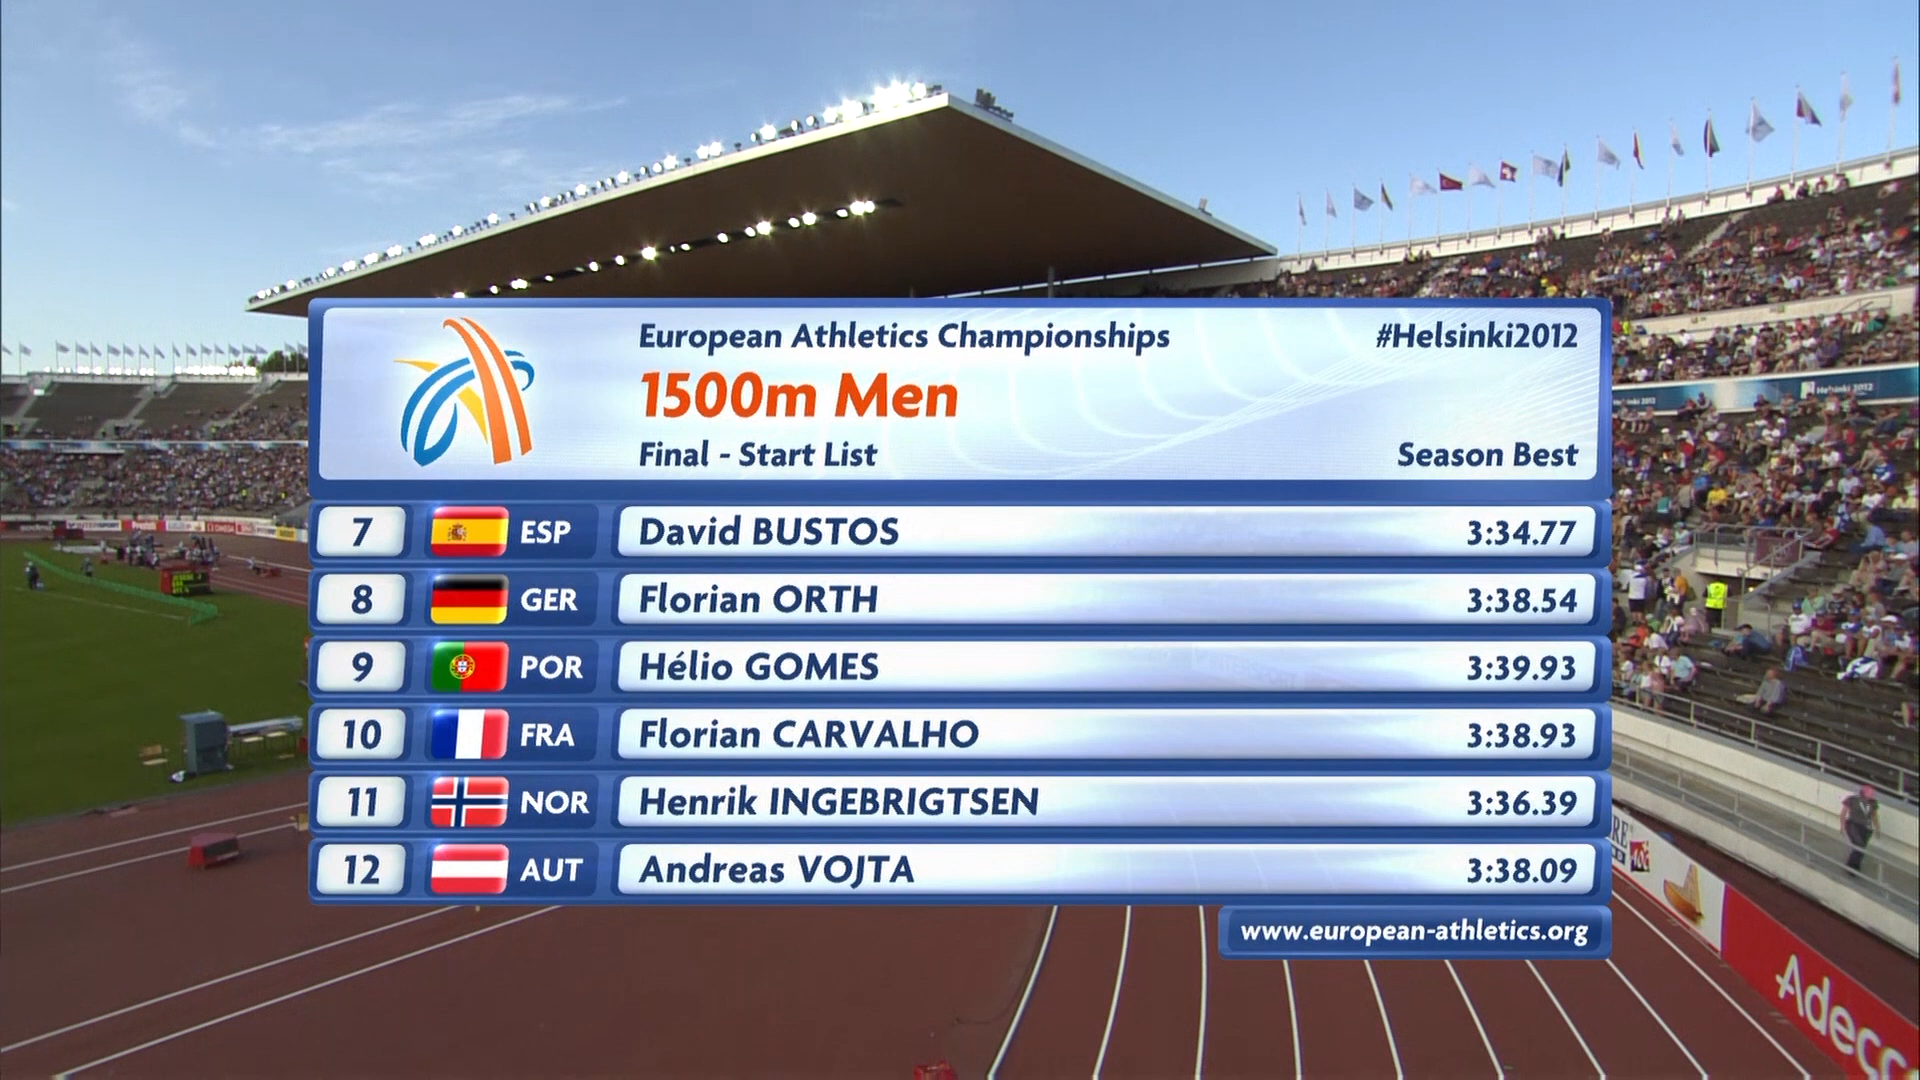 European Athletics Championships #Helsinki2012
1500m Men
Final - Start List Season Best
7 ESP David BUSTOS 3:34.77
8 GER Florian ORTH 3:38.54
9 POR Hélio GOMES 3:39.93
10 FRA Florian CARVALHO 3:38.93
11 NOR Henrik INGEBRIGTSEN 3:36.39
12 AUT Andreas VOJTA 3:38.09
www.european-athletics.org
Helsinki 2012
Adecc